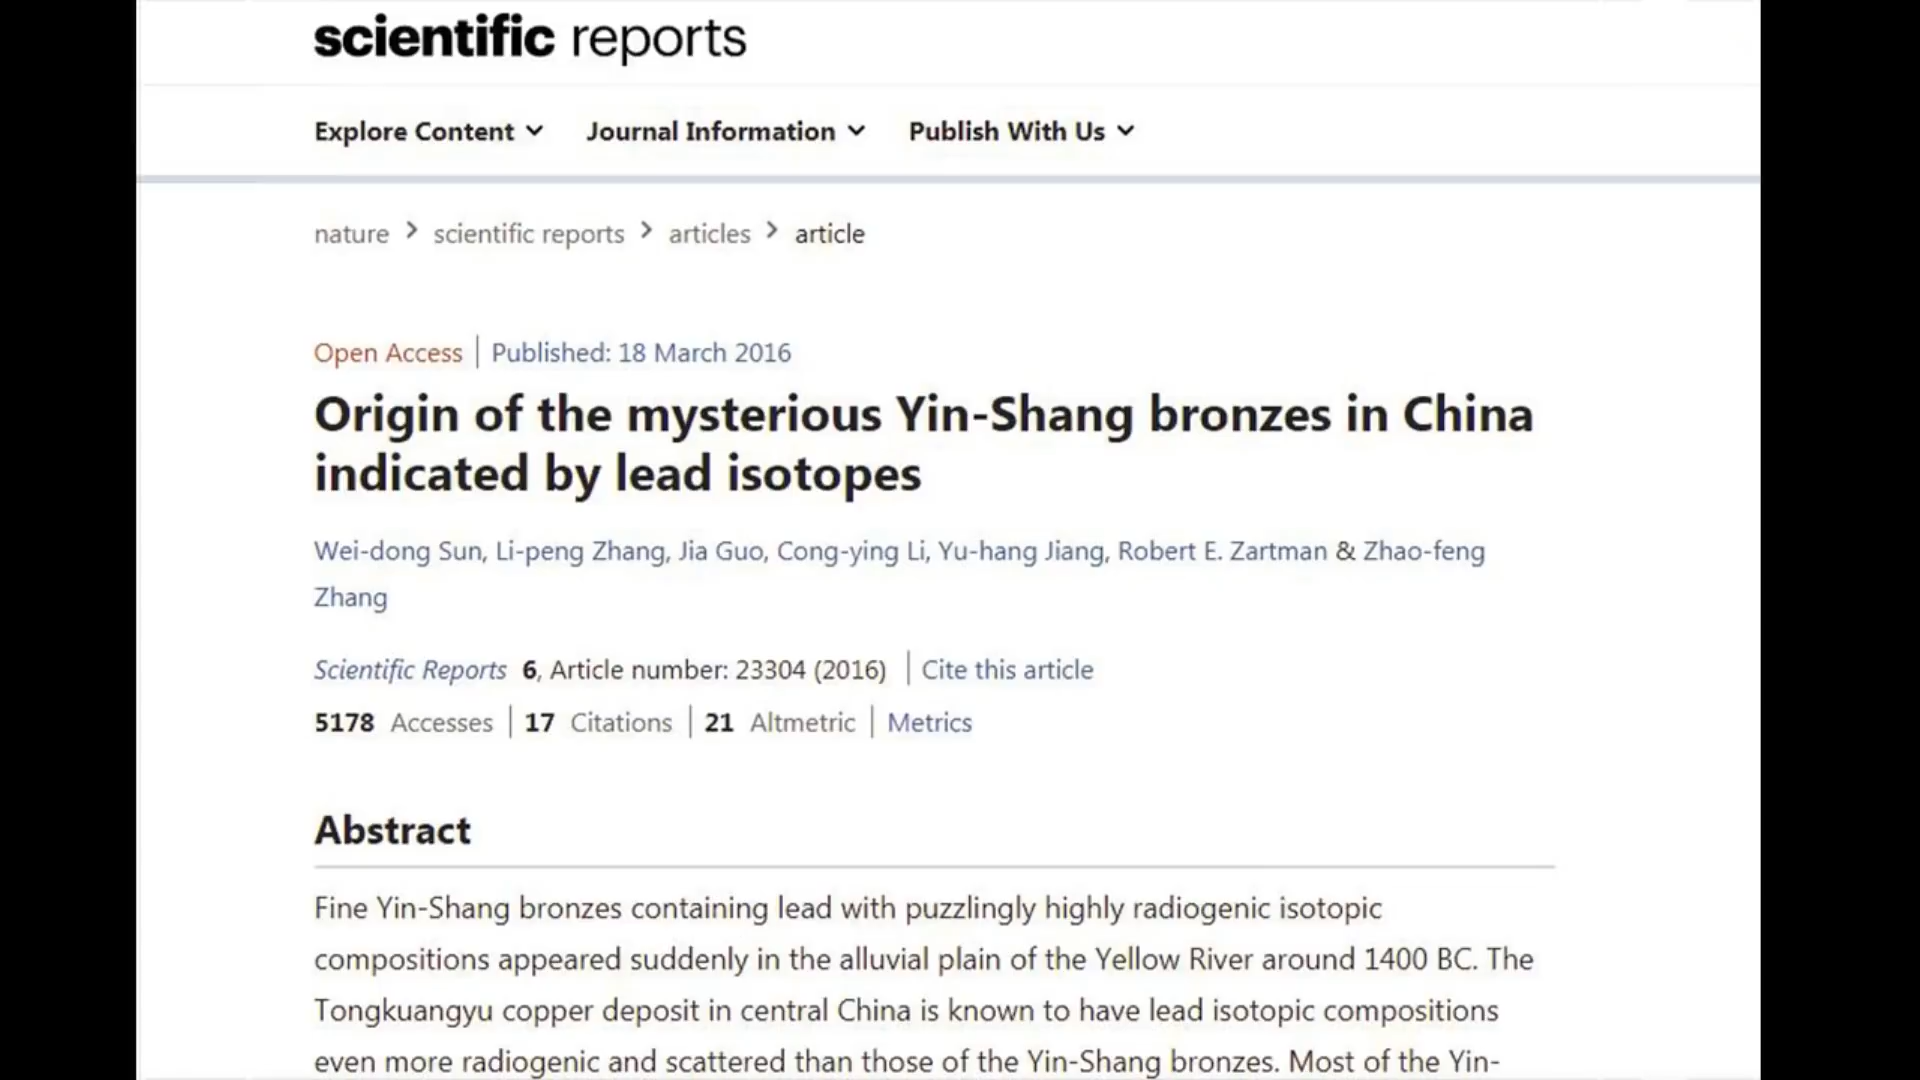 scientific reports
Explore Content Journal Information Publish With Us
nature > scientific reports > articles > article
Open Access | Published: 18 March 2016
Origin of the mysterious Yin-Shang bronzes in China
indicated by lead isotopes
Wei-dong Sun, Li-peng Zhang, Jia Guo, Cong-ying Li, Yu-hang Jiang, Robert E. Zartman & Zhao-feng
Zhang
Scientific Reports 6, Article number: 23304 (2016) | Cite this article
5178 Accesses | 17 Citations | 21 Altmetric | Metrics
Abstract
Fine Yin-Shang bronzes containing lead with puzzlingly highly radiogenic isotopic
compositions appeared suddenly in the alluvial plain of the Yellow River around 1400 BC. The
Tongkuangyu copper deposit in central China is known to have lead isotopic compositions
even more radiogenic and scattered than those of the Yin-Shang bronzes. Most of the Yin-